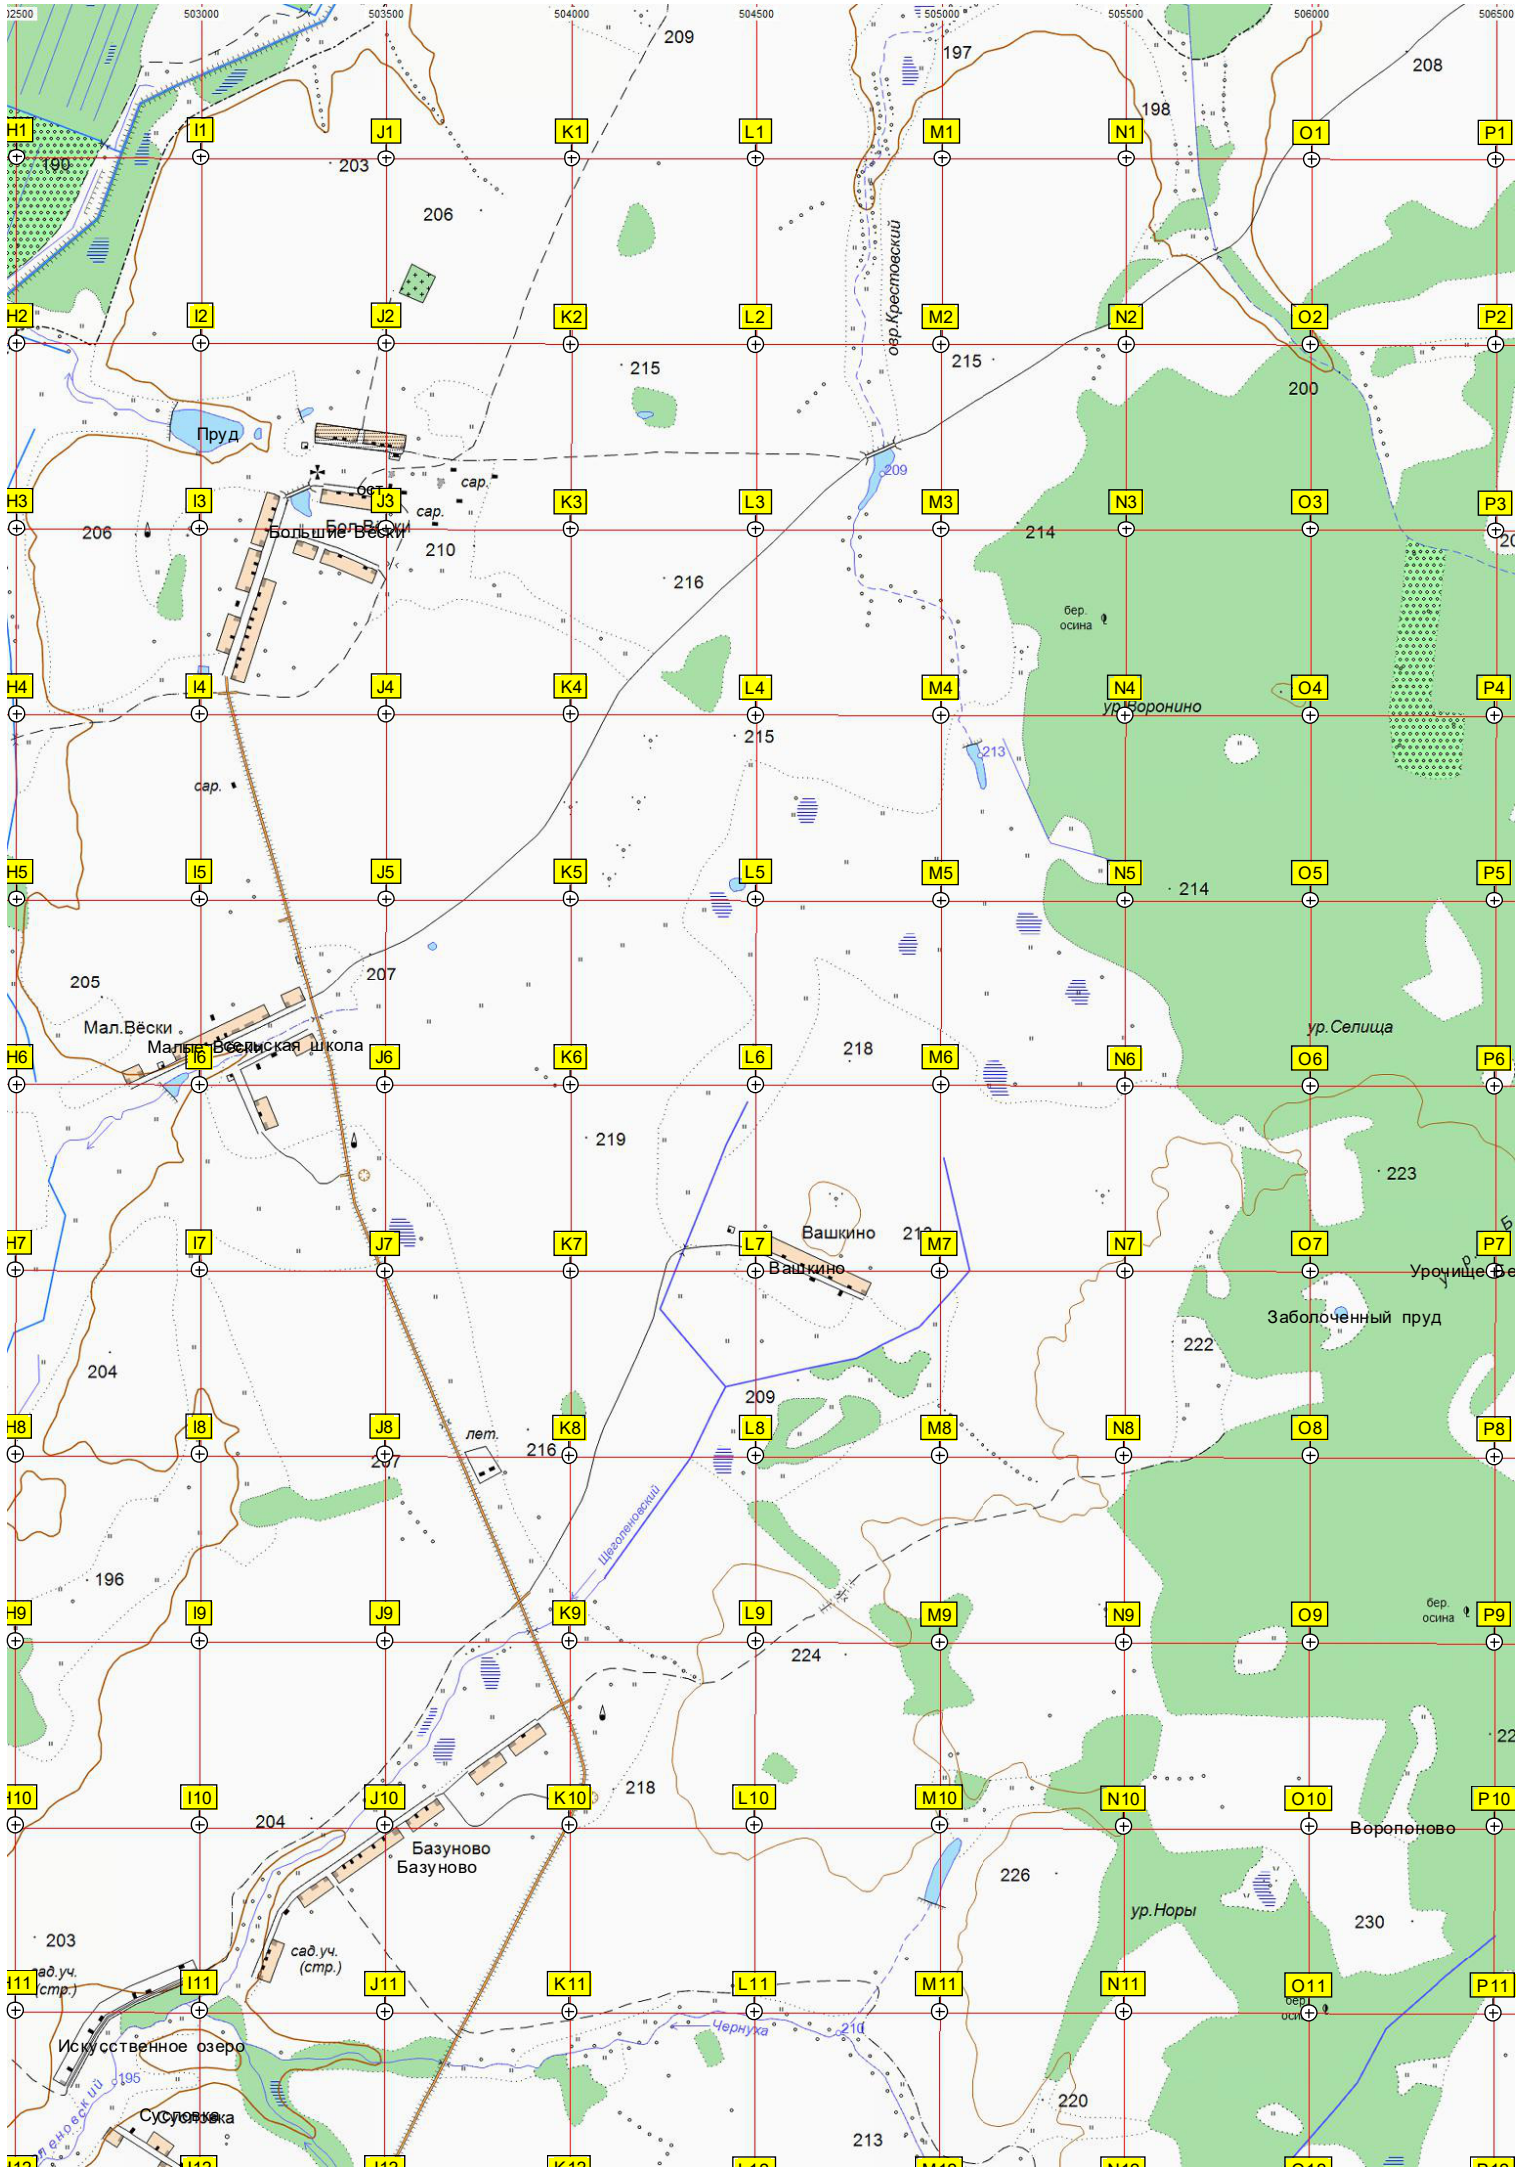 02500 503000 503500 504000 504500 505000 505500 506000 506500
209
197
208
198
H1 I1 J1 K1 L1 M1 N1 O1 P1
190
203
206
овр.Крестовский
H2 I2 J2 K2 L2 M2 N2 O2 P2
215
215
200
Пруд
209
сар.
ост.
H3 I3 J3 K3 L3 M3 N3 O3 P3
сар.
206
Большие Вёски
210
214
216
бер.
осина
H4 I4 J4 K4 L4 M4 N4 O4 P4
ур.Воронино
215
213
сар.
H5 I5 J5 K5 L5 M5 N5 O5 P5
214
207
205
Мал.Вёски
ур.Селища
Малые Вёски
сельская школа
218
H6 I6 J6 K6 L6 M6 N6 O6 P6
219
223
Вашкино
H7 I7 J7 K7 L7 M7 N7 O7 P7
Вашкино
Урочище Бе
Заболоченный пруд
222
204
209
H8 I8 J8 K8 L8 M8 N8 O8 P8
лет.
216
207
Щеголеновский
196
бер.
осина
H9 I9 J9 K9 L9 M9 N9 O9 P9
224
22
218
H10 I10 J10 K10 L10 M10 N10 O10 P10
204
Воропоново
Базуново
Базуново
226
ур.Норы
230
203
сад.уч.
(стр.)
сад.уч.
(стр.)
H11 I11 J11 K11 L11 M11 N11 O11 P11
бер.
Чернуха
210
Искусственное озеро
195
леновский
220
Сусловка
213